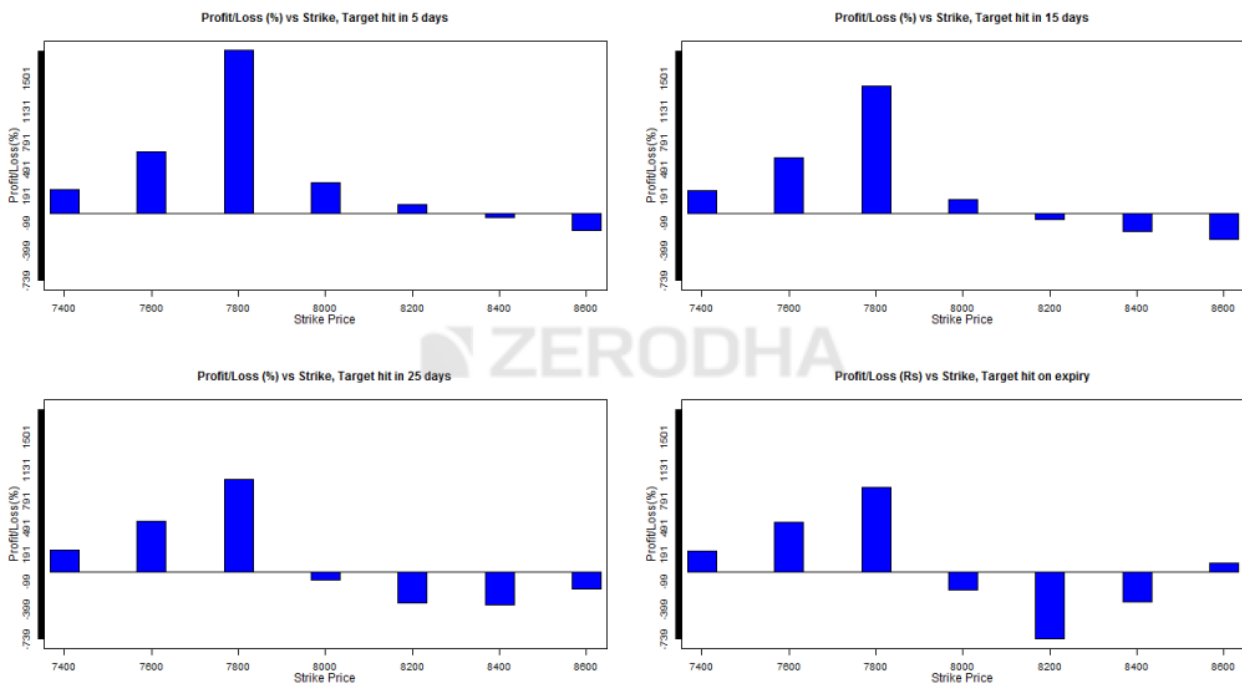 Profit/Loss (%) vs Strike, Target hit in 5 days
Profit/Loss(%)
1501
1131
791
491
191
-99
-399
-739
7400 7600 7800 8000 8200 8400 8600
Strike Price
Profit/Loss (%) vs Strike, Target hit in 15 days
Profit/Loss(%)
1501
1131
791
491
191
-99
-399
-739
7400 7600 7800 8000 8200 8400 8600
Strike Price
ZERODHA
Profit/Loss (%) vs Strike, Target hit in 25 days
Profit/Loss(%)
1501
1131
791
491
191
-99
-399
-739
7400 7600 7800 8000 8200 8400 8600
Strike Price
Profit/Loss (Rs) vs Strike, Target hit on expiry
Profit/Loss(%)
1501
1131
791
491
191
-99
-399
-739
7400 7600 7800 8000 8200 8400 8600
Strike Price